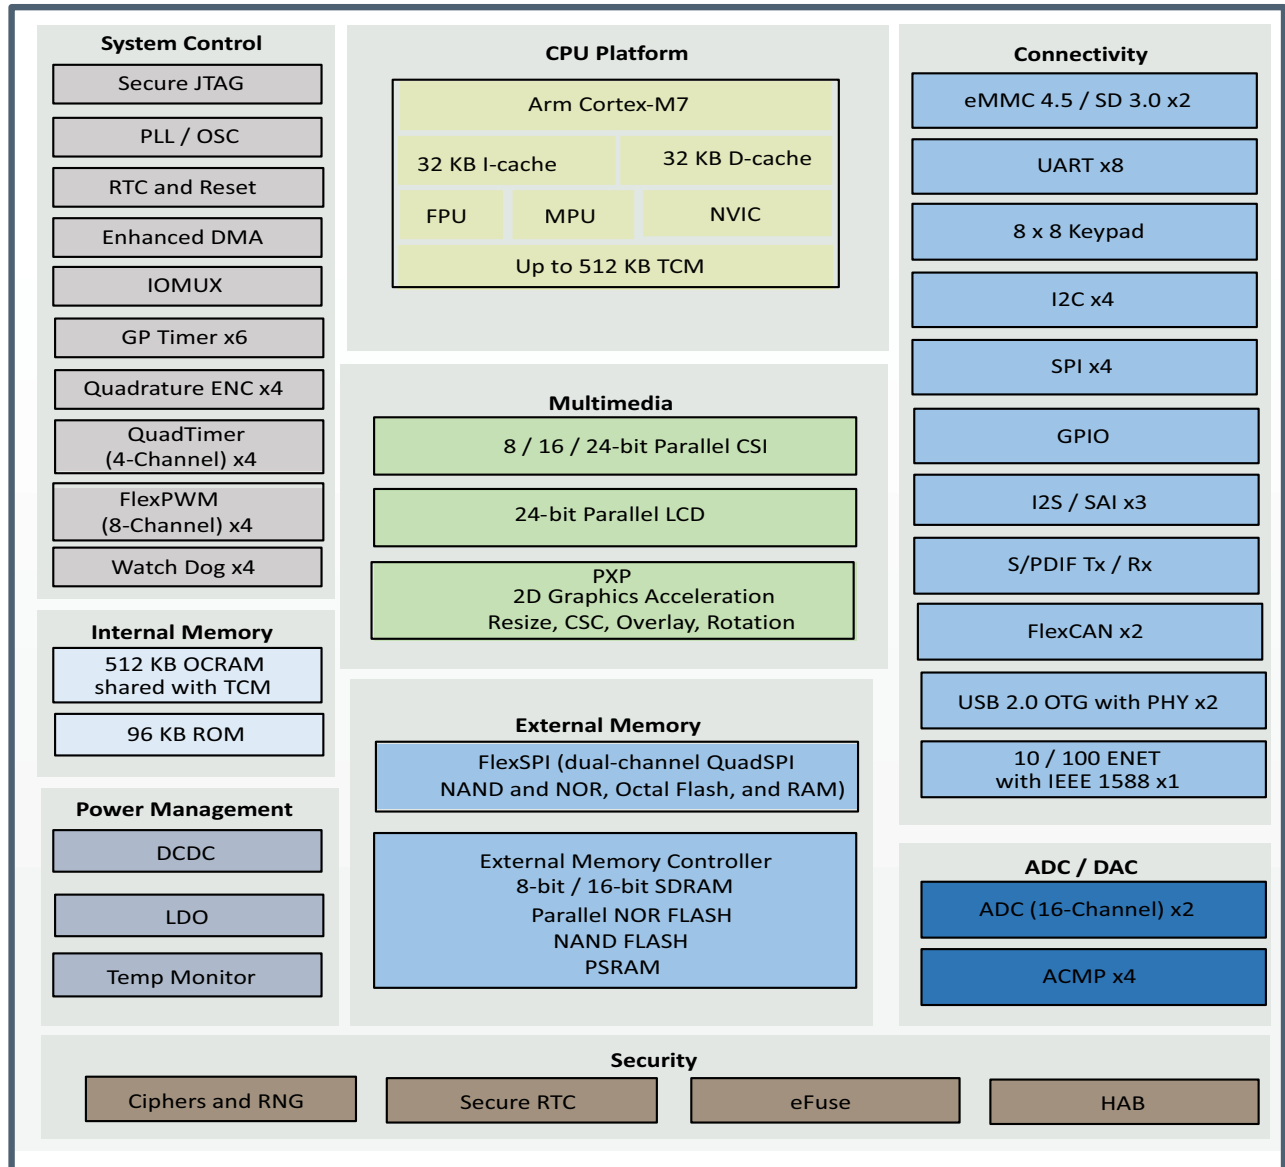 System Control
Secure JTAG
PLL / OSC
RTC and Reset
Enhanced DMA
IOMUX
GP Timer x6
Quadrature ENC x4
QuadTimer
(4-Channel) x4
FlexPWM
(8-Channel) x4
Watch Dog x4
Internal Memory
512 KB OCRAM
shared with TCM
96 KB ROM
Power Management
DCDC
LDO
Temp Monitor
CPU Platform
Arm Cortex-M7
32 KB I-cache
32 KB D-cache
FPU
MPU
NVIC
Up to 512 KB TCM
Multimedia
8 / 16 / 24-bit Parallel CSI
24-bit Parallel LCD
PXP
2D Graphics Acceleration
Resize, CSC, Overlay, Rotation
External Memory
FlexSPI (dual-channel QuadSPI
NAND and NOR, Octal Flash, and RAM)
External Memory Controller
8-bit / 16-bit SDRAM
Parallel NOR FLASH
NAND FLASH
PSRAM
Connectivity
eMMC 4.5 / SD 3.0 x2
UART x8
8 x 8 Keypad
I2C x4
SPI x4
GPIO
I2S / SAI x3
S/PDIF Tx / Rx
FlexCAN x2
USB 2.0 OTG with PHY x2
10 / 100 ENET
with IEEE 1588 x1
ADC / DAC
ADC (16-Channel) x2
ACMP x4
Security
Ciphers and RNG
Secure RTC
eFuse
HAB